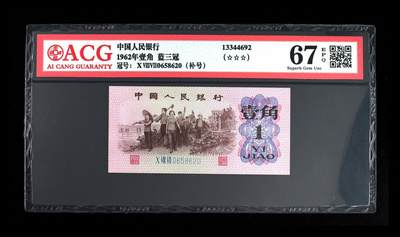 ACG
AI CANG GUARANTY
中国人民银行
1962年壹角 蓝三冠
冠号: X ⅧⅦ0658620 (补号)
13344692
(☆☆☆)
67 EPQ
Superb Gem Unc
中国人民银行
壹角
1
YI
JIAO
X Ⅷ Ⅶ 0658620